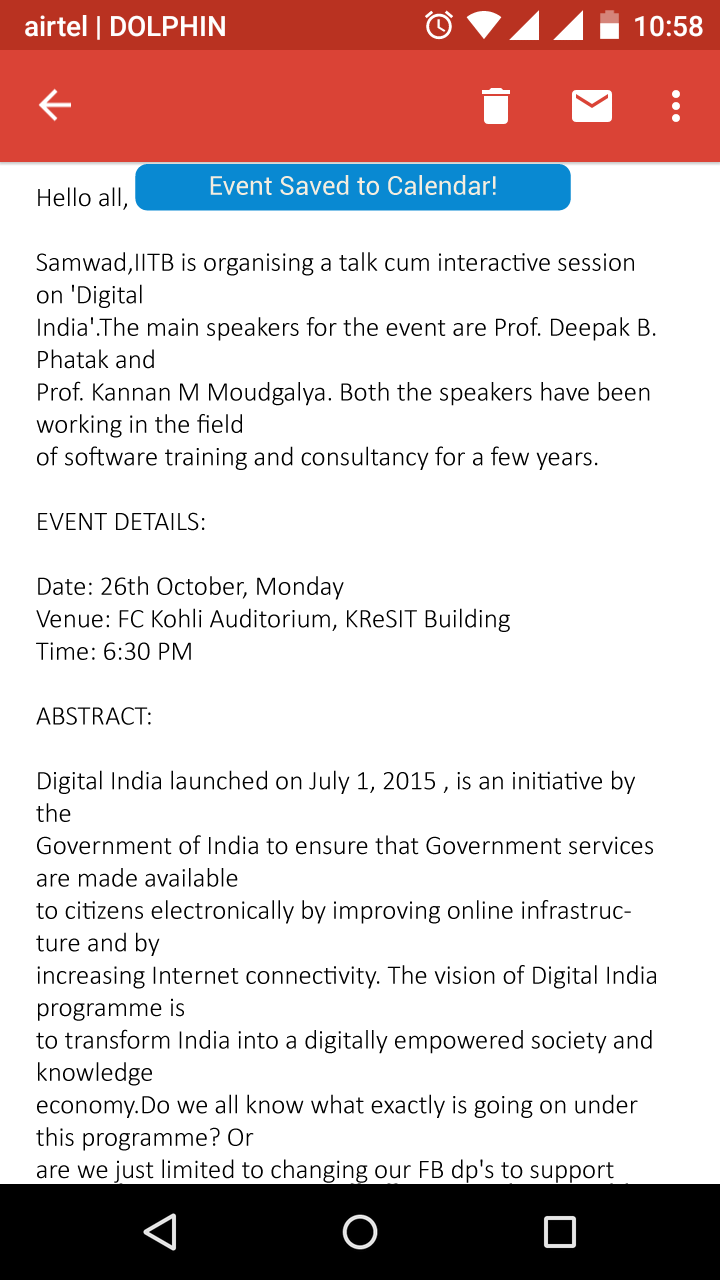 airtel | DOLPHIN 10:58
Event Saved to Calendar!
Hello all,
Samwad,IITB is organising a talk cum interactive session
on 'Digital
India'.The main speakers for the event are Prof. Deepak B.
Phatak and
Prof. Kannan M Moudgalya. Both the speakers have been
working in the field
of software training and consultancy for a few years.
EVENT DETAILS:
Date: 26th October, Monday
Venue: FC Kohli Auditorium, KReSIT Building
Time: 6:30 PM
ABSTRACT:
Digital India launched on July 1, 2015 , is an initiative by
the
Government of India to ensure that Government services
are made available
to citizens electronically by improving online infrastruc-
ture and by
increasing Internet connectivity. The vision of Digital India
programme is
to transform India into a digitally empowered society and
knowledge
economy.Do we all know what exactly is going on under
this programme? Or
are we just limited to changing our FB dp's to support